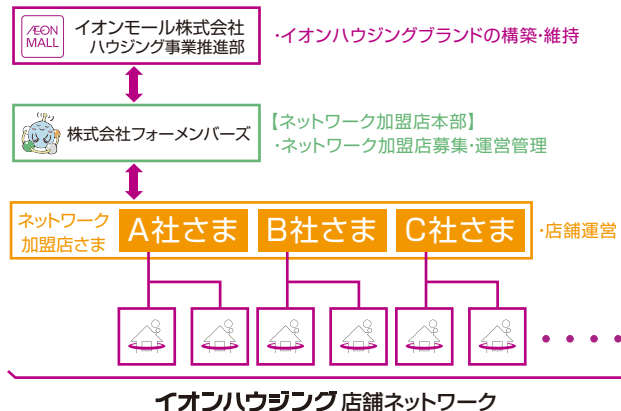 ÆON
MALL
イオンモール株式会社
ハウジング事業推進部
・イオンハウジングブランドの構築・維持
株式会社フォーメンバーズ
【ネットワーク加盟店本部】
・ネットワーク加盟店募集・運営管理
ネットワーク
加盟店さま
A社さま B社さま C社さま
・店舗運営
イオンハウジング 店舗ネットワーク